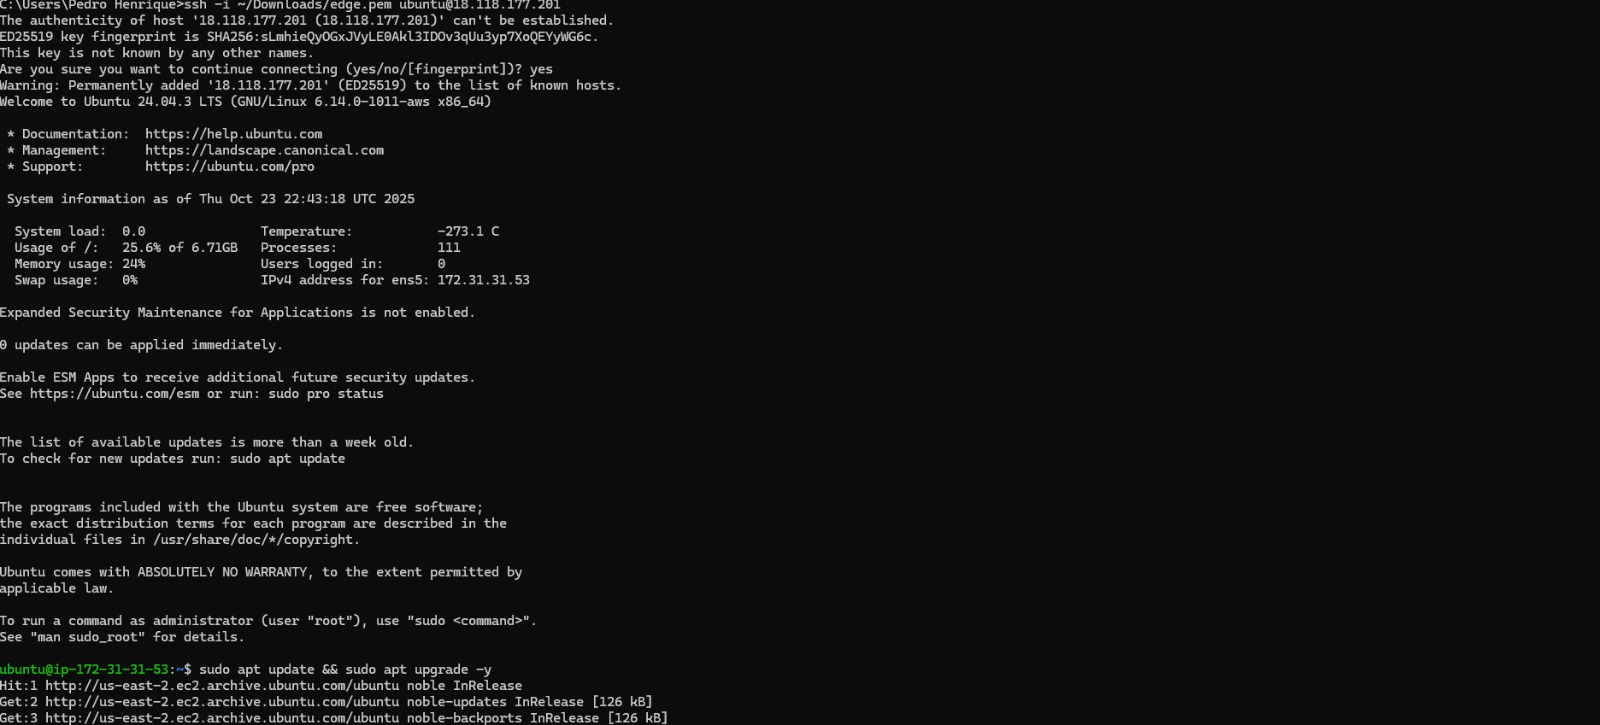 C:\Users\Pedro Henrique>ssh -i ~/Downloads/edge.pem ubuntu@18.118.177.201
The authenticity of host '18.118.177.201 (18.118.177.201)' can't be established.
ED25519 key fingerprint is SHA256:sLmhieQyOGxJVyLE0Akl3IDOv3qUu3yp7XoQEYyWG6c.
This key is not known by any other names.
Are you sure you want to continue connecting (yes/no/[fingerprint])? yes
Warning: Permanently added '18.118.177.201' (ED25519) to the list of known hosts.
Welcome to Ubuntu 24.04.3 LTS (GNU/Linux 6.14.0-1011-aws x86_64)
* Documentation: https://help.ubuntu.com
* Management: https://landscape.canonical.com
* Support: https://ubuntu.com/pro
System information as of Thu Oct 23 22:43:18 UTC 2025
System load: 0.0 Temperature: -273.1 C
Usage of /: 25.6% of 6.71GB Processes: 111
Memory usage: 24% Users logged in: 0
Swap usage: 0% IPv4 address for ens5: 172.31.31.53
Expanded Security Maintenance for Applications is not enabled.
0 updates can be applied immediately.
Enable ESM Apps to receive additional future security updates.
See https://ubuntu.com/esm or run: sudo pro status
The list of available updates is more than a week old.
To check for new updates run: sudo apt update
The programs included with the Ubuntu system are free software;
the exact distribution terms for each program are described in the
individual files in /usr/share/doc/*/copyright.
Ubuntu comes with ABSOLUTELY NO WARRANTY, to the extent permitted by
applicable law.
To run a command as administrator (user "root"), use "sudo <command>".
See "man sudo_root" for details.
ubuntu@ip-172-31-31-53:~$ sudo apt update && sudo apt upgrade -y
Hit:1 http://us-east-2.ec2.archive.ubuntu.com/ubuntu noble InRelease
Get:2 http://us-east-2.ec2.archive.ubuntu.com/ubuntu noble-updates InRelease [126 kB]
Get:3 http://us-east-2.ec2.archive.ubuntu.com/ubuntu noble-backports InRelease [126 kB]